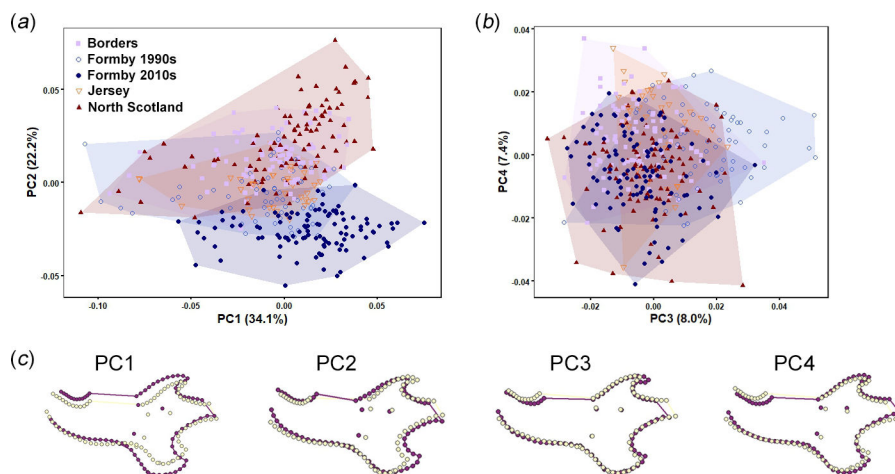 (a)
Borders
Formby 1990s
Formby 2010s
Jersey
North Scotland
PC2 (22.2%)
0.05
0.00
-0.05
-0.10
-0.05
0.00
0.05
PC1 (34.1%)
(b)
PC4 (7.4%)
0.04
0.02
0.00
-0.02
-0.04
-0.02
0.00
0.02
0.04
PC3 (8.0%)
(c)
PC1
PC2
PC3
PC4